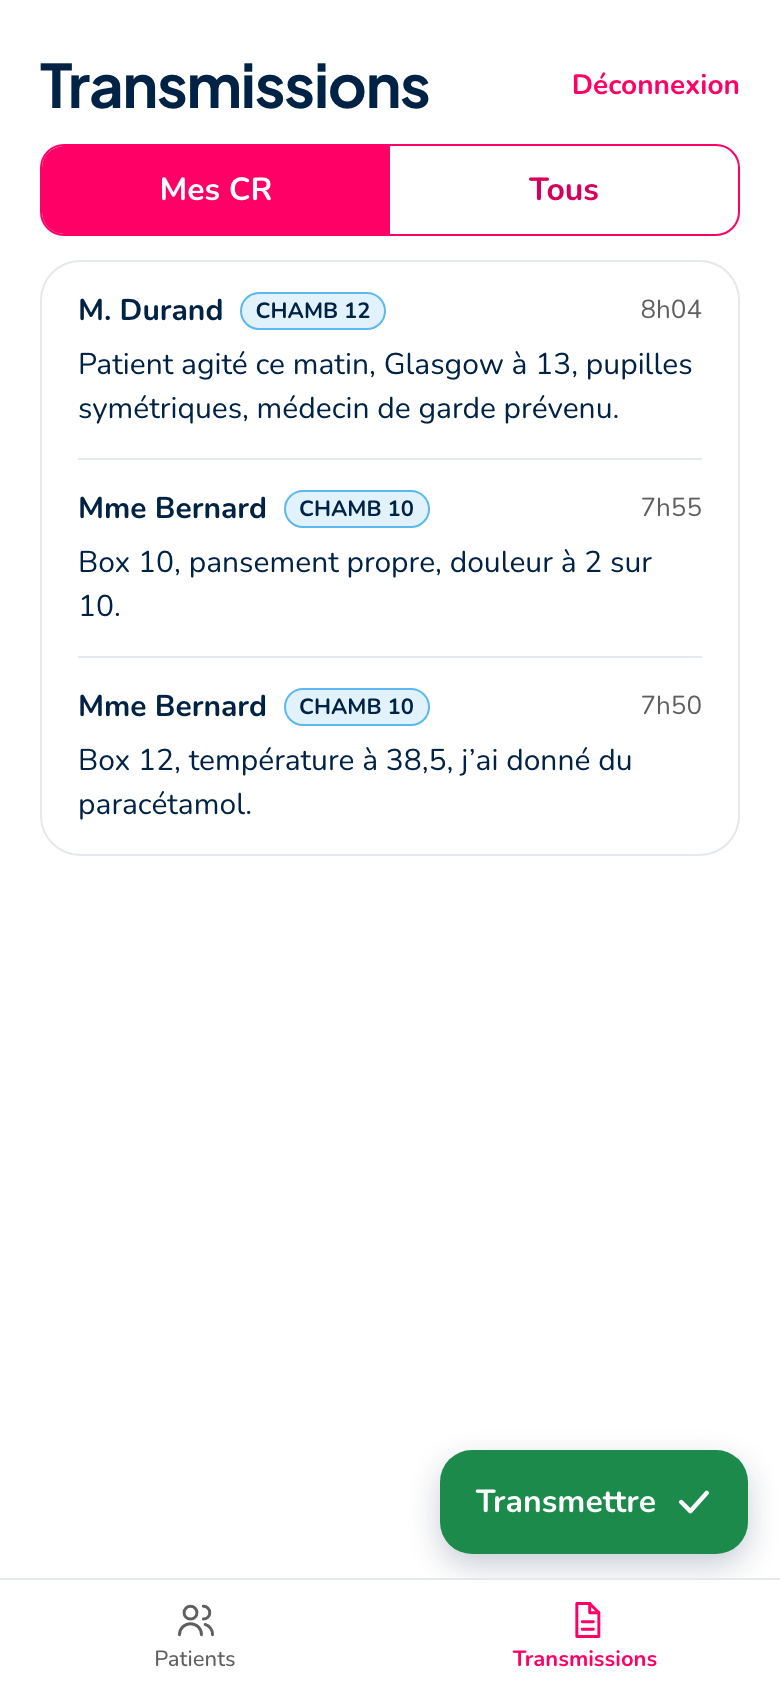 Transmissions
Déconnexion
Mes CR
Tous
M. Durand CHAMB 12 8h04
Patient agité ce matin, Glasgow à 13, pupilles
symétriques, médecin de garde prévenu.
Mme Bernard CHAMB 10 7h55
Box 10, pansement propre, douleur à 2 sur
10.
Mme Bernard CHAMB 10 7h50
Box 12, température à 38,5, j’ai donné du
paracétamol.
Transmettre
Patients
Transmissions